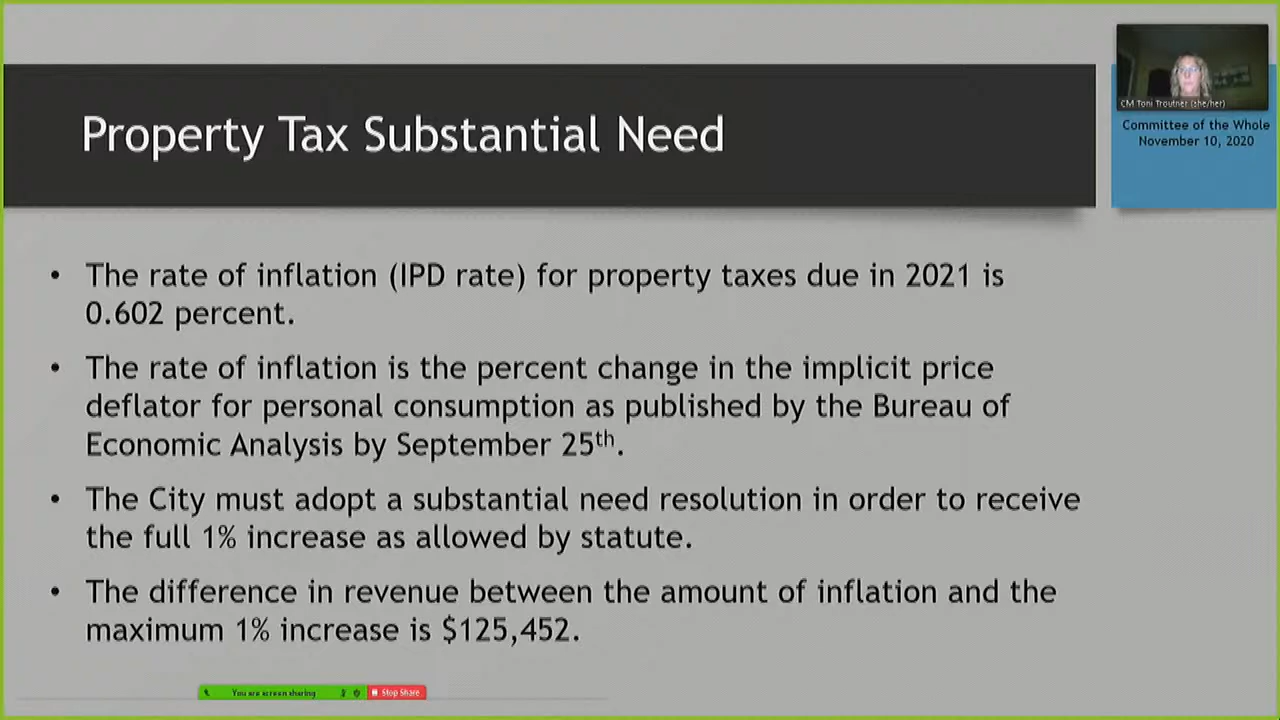 Property Tax Substantial Need
CM Toni Troutner (she/her)
Committee of the Whole
November 10, 2020
• The rate of inflation (IPD rate) for property taxes due in 2021 is
0.602 percent.
• The rate of inflation is the percent change in the implicit price
deflator for personal consumption as published by the Bureau of
Economic Analysis by September 25th.
• The City must adopt a substantial need resolution in order to receive
the full 1% increase as allowed by statute.
• The difference in revenue between the amount of inflation and the
maximum 1% increase is $125,452.
You are screen sharing
Stop Share